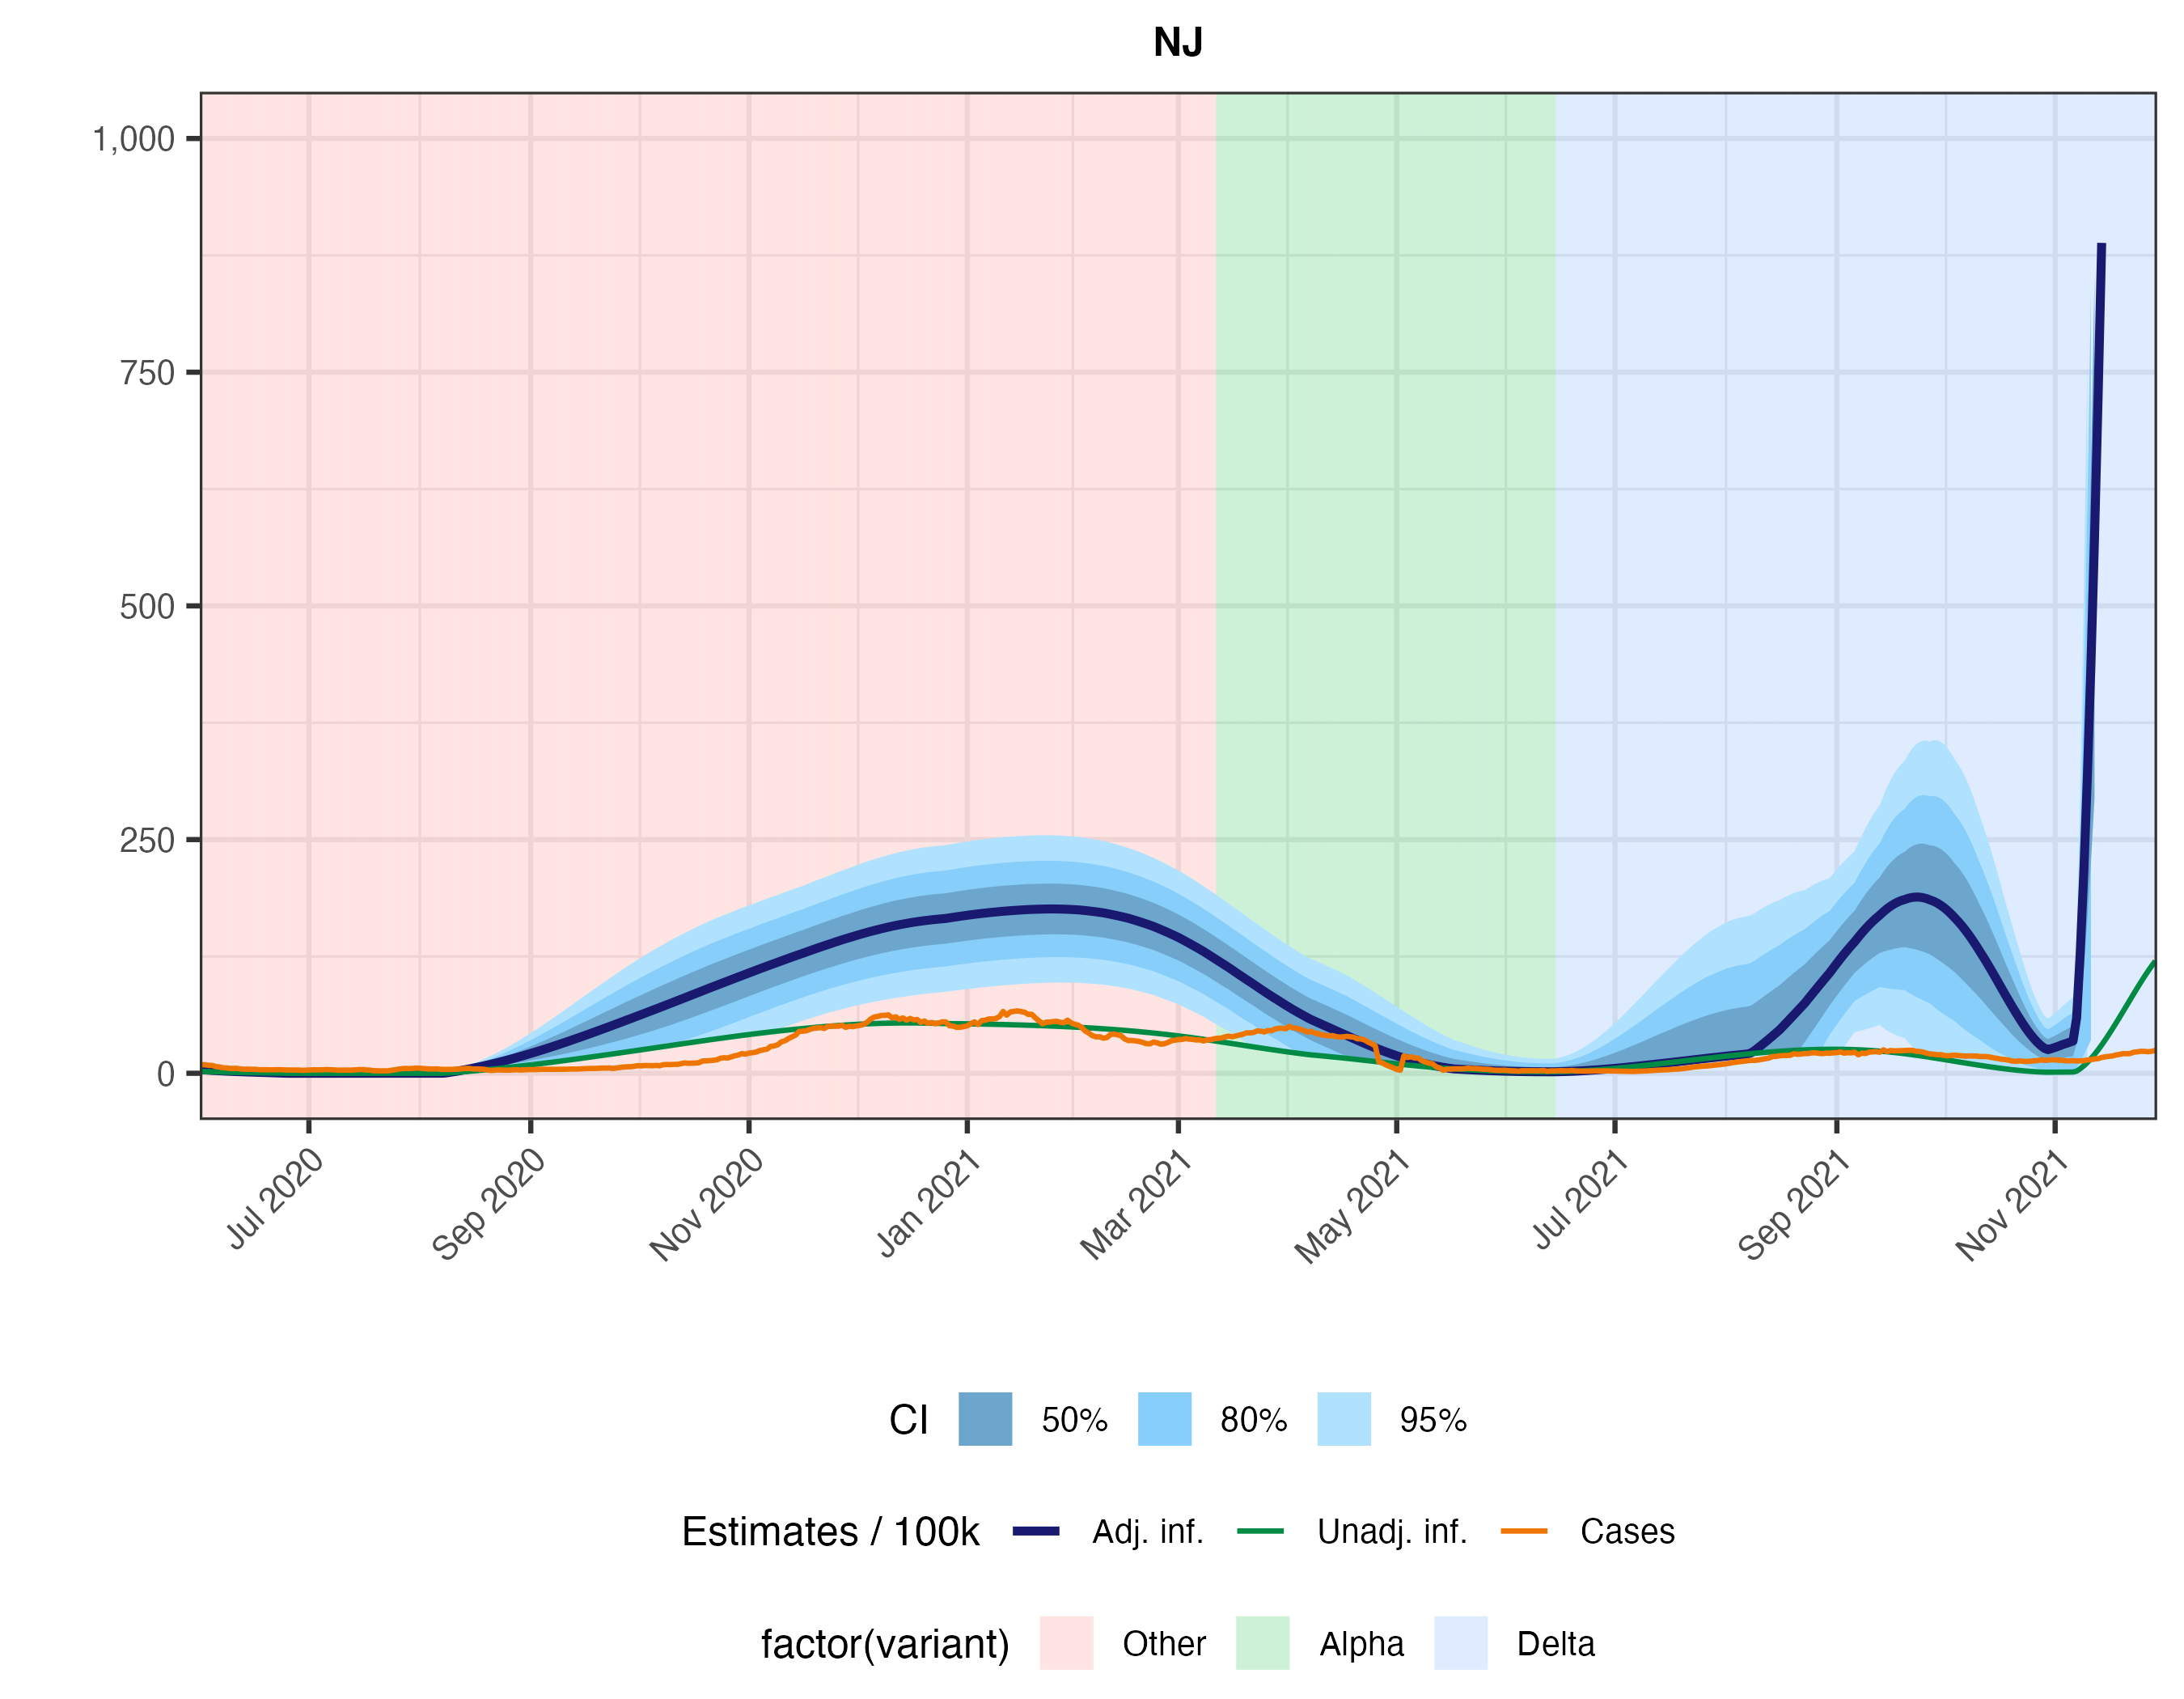 NJ
1,000
750
500
250
0
Jul 2020
Sep 2020
Nov 2020
Jan 2021
Mar 2021
May 2021
Jul 2021
Sep 2021
Nov 2021
CI 50% 80% 95%
Estimates / 100k Adj. inf. Unadj. inf. Cases
factor(variant) Other Alpha Delta